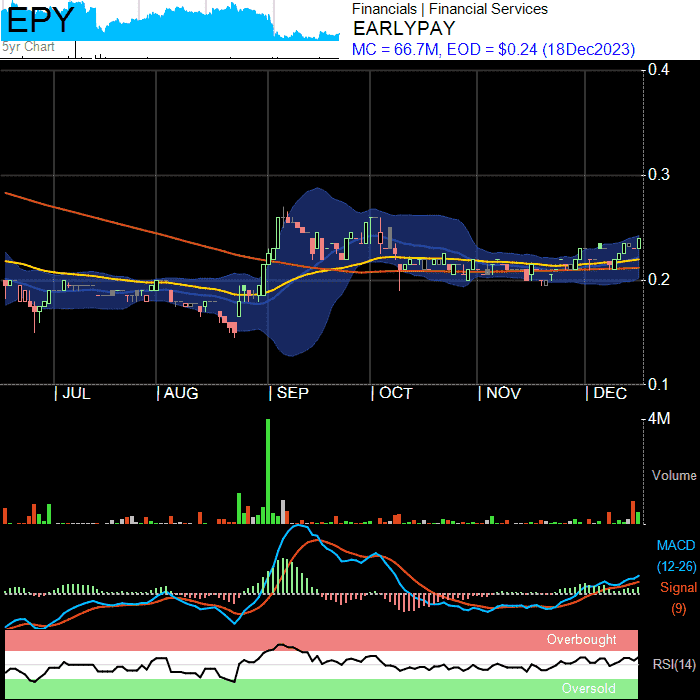 EPY
5yr Chart
Financials | Financial Services
EARLYPAY
MC = 66.7M, EOD = $0.24 (18Dec2023)
0.4
0.3
0.2
0.1
| JUL | AUG | SEP | OCT | NOV | DEC
4M
Volume
MACD
(12-26)
Signal
(9)
Overbought
RSI(14)
Oversold